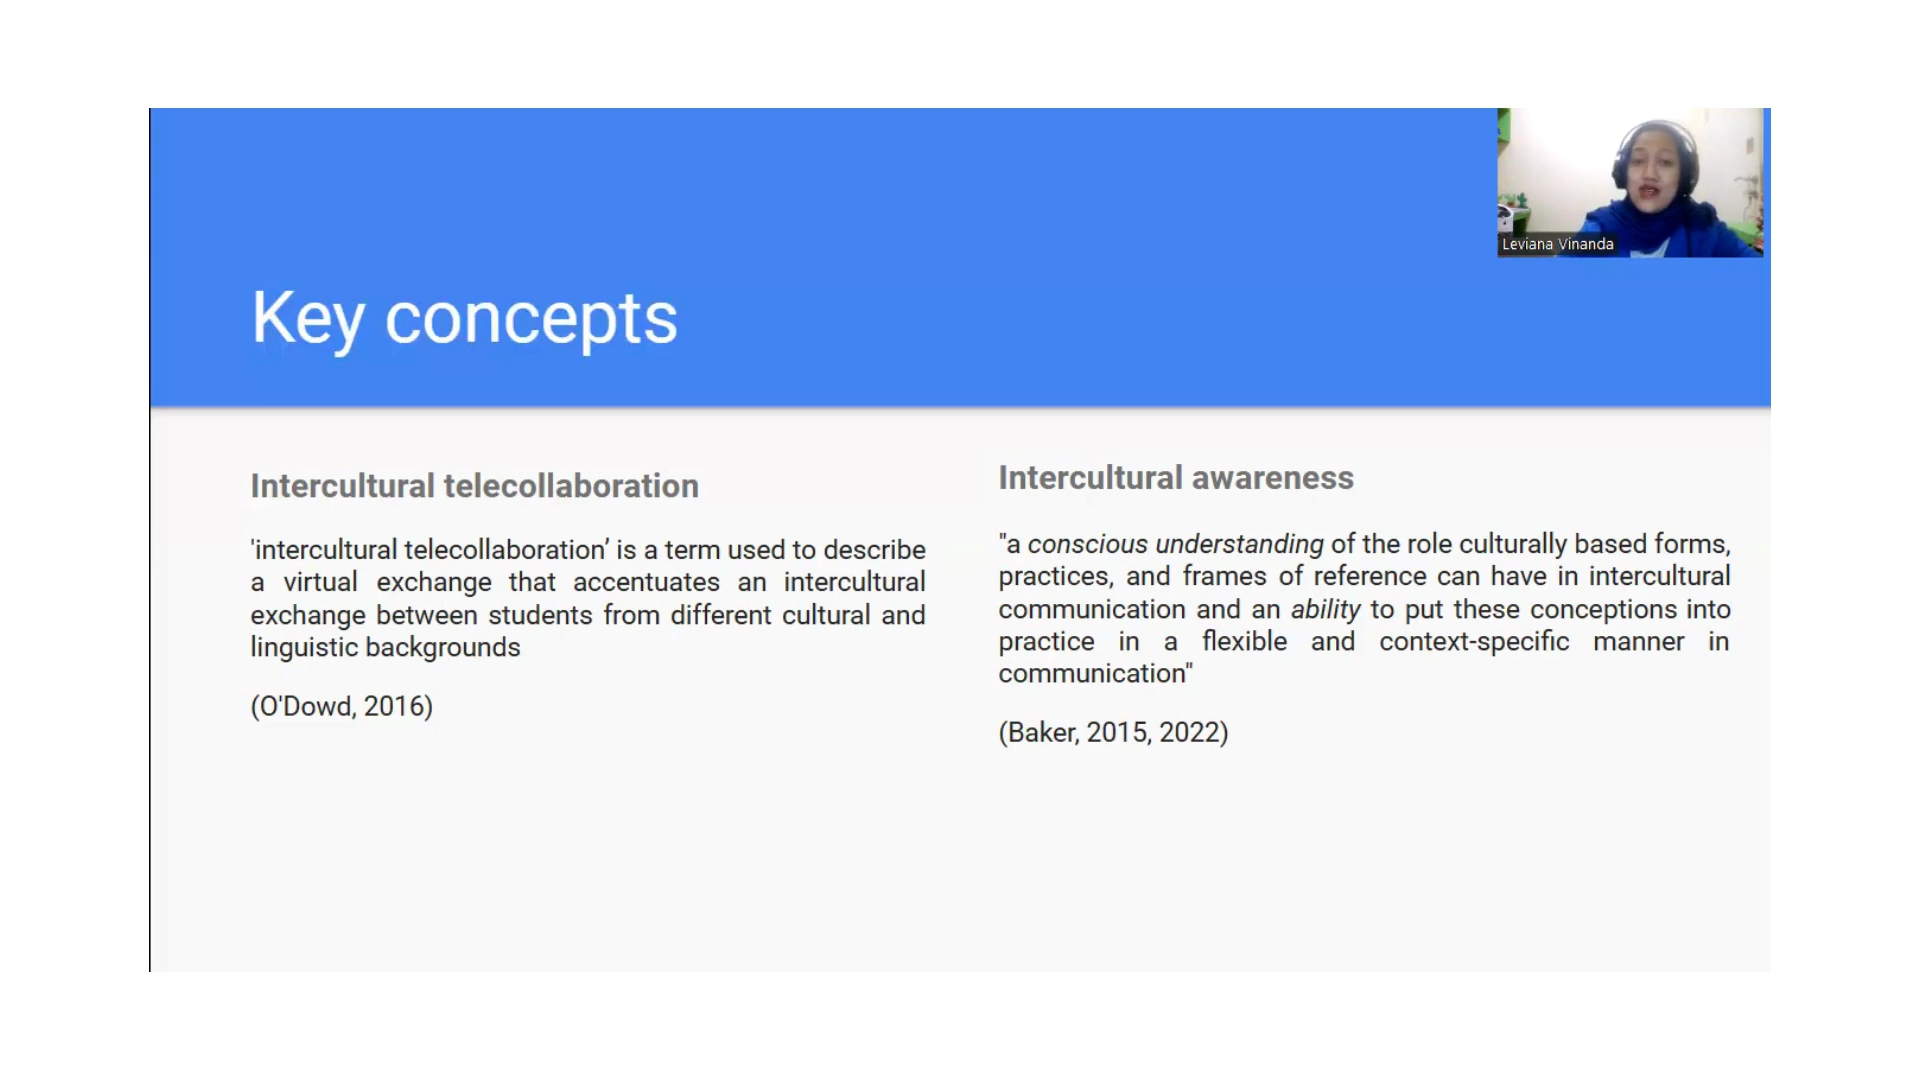 Leviana Vinanda
Key concepts
Intercultural telecollaboration
'intercultural telecollaboration’ is a term used to describe
a virtual exchange that accentuates an intercultural
exchange between students from different cultural and
linguistic backgrounds
(O'Dowd, 2016)
Intercultural awareness
"a conscious understanding of the role culturally based forms,
practices, and frames of reference can have in intercultural
communication and an ability to put these conceptions into
practice in a flexible and context-specific manner in
communication"
(Baker, 2015, 2022)